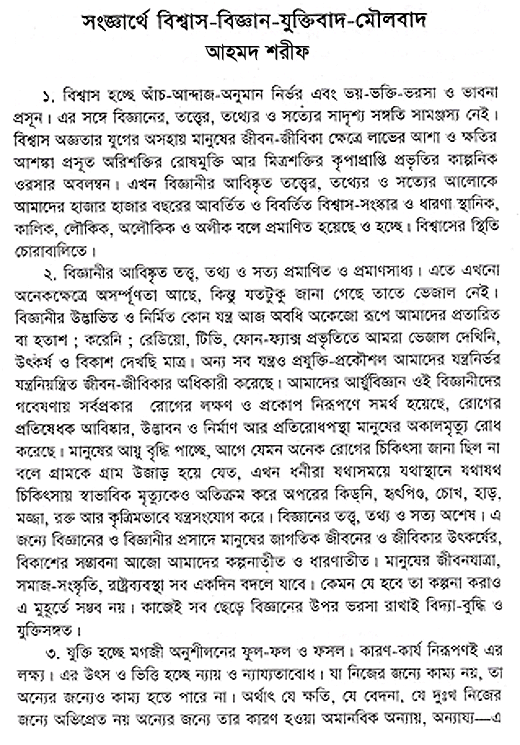 সংজ্ঞার্থে বিশ্বাস-বিজ্ঞান-যুক্তিবাদ-মৌলবাদ
আহমদ শরীফ
১. বিশ্বাস হচ্ছে আঁচ-আন্দাজ-অনুমান নির্ভর এবং ভয়-ভক্তি-ভরসা ও ভাবনা
প্রসূন। এর সঙ্গে বিজ্ঞানের, তত্ত্বের, তথ্যের ও সত্যের সাদৃশ্য সঙ্গতি সামঞ্জস্য নেই।
বিশ্বাস অজ্ঞতার যুগের অসহায় মানুষের জীবন-জীবিকা ক্ষেত্রে লাভের আশা ও ক্ষতির
আশঙ্কা প্রসূত অরিশক্তির রোষমুক্তি আর মিত্রশক্তির কৃপাপ্রাপ্তি প্রভৃতির কাল্পনিক
ওরসার অবলম্বন। এখন বিজ্ঞানীর আবিষ্কৃত তত্ত্বের, তথ্যের ও সত্যের আলোকে
আমাদের হাজার হাজার বছরের আবর্তিত ও বিবর্তিত বিশ্বাস-সংস্কার ও ধারণা স্থানিক,
কালিক, লৌকিক, অলৌকিক ও অলীক বলে প্রমাণিত হয়েছে ও হচ্ছে। বিশ্বাসের স্থিতি
চোরাবালিতে।
২. বিজ্ঞানীর আবিষ্কৃত তত্ত্ব, তথ্য ও সত্য প্রমাণিত ও প্রমাণসাধ্য। এতে এখনো
অনেকক্ষেত্রে অসর্ম্পূণতা আছে, কিন্তু যতটুকু জানা গেছে তাতে ভেজাল নেই।
বিজ্ঞানীর উদ্ভাবিত ও নির্মিত কোন যন্ত্র আজ অবধি অকেজো রূপে আমাদের প্রতারিত
বা হতাশ ; করেনি ; রেডিয়ো, টিভি, ফোন-ফ্যাক্স প্রভৃতিতে আমরা ভেজাল দেখিনি,
উৎকর্ষ ও বিকাশ দেখছি মাত্র। অন্য সব যন্ত্রও প্রযুক্তি-প্রকৌশল আমাদের যন্ত্রনির্ভর
যন্ত্রনিয়ন্ত্রিত জীবন-জীবিকার অধিকারী করেছে। আমাদের আর্য়ুবিজ্ঞান ওই বিজ্ঞানীদের
গবেষণায় সর্বপ্রকার রোগের লক্ষণ ও প্রকোপ নিরূপণে সমর্থ হয়েছে, রোগের
প্রতিষেধক আবিষ্কার, উদ্ভাবন ও নির্মাণ আর প্রতিরোধপন্থা মানুষের অকালমৃত্যু রোধ
করেছে। মানুষের আয়ু বৃদ্ধি পাচ্ছে, আগে যেমন অনেক রোগের চিকিৎসা জানা ছিল না
বলে গ্রামকে গ্রাম উজাড় হয়ে যেত, এখন ধনীরা যথাসময়ে যথাস্থানে যথাযথ
চিকিৎসায় স্বাভাবিক মৃত্যুকেও অতিক্রম করে অপরের কিড্‌নি, হৃৎপিণ্ড, চোখ, হাড়,
মজ্জা, রক্ত আর কৃত্রিমভাবে যন্ত্রসংযোগ করে। বিজ্ঞানের তত্ত্ব, তথ্য ও সত্য অশেষ। এ
জন্যে বিজ্ঞানের ও বিজ্ঞানীর প্রসাদে মানুষের জাগতিক জীবনের ও জীবিকার উৎকর্ষের,
বিকাশের সম্ভাবনা আজো আমাদের কল্পনাতীত ও ধারণাতীত। মানুষের জীবনযাত্রা,
সমাজ-সংস্কৃতি, রাষ্ট্রব্যবস্থা সব একদিন বদলে যাবে। কেমন যে হবে তা কল্পনা করাও
এ মুহূর্তে সম্ভব নয়। কাজেই সব ছেড়ে বিজ্ঞানের উপর ভরসা রাখাই বিদ্যা-বুদ্ধি ও
যুক্তিসঙ্গত।
৩. যুক্তি হচ্ছে মগজী অনুশীলনের ফুল-ফল ও ফসল। কারণ-কার্য নিরূপণই এর
লক্ষ্য। এর উৎস ও ভিত্তি হচ্ছে ন্যায় ও ন্যায্যতাবোধ। যা নিজের জন্যে কাম্য নয়, তা
অন্যের জন্যেও কাম্য হতে পারে না। অর্থাৎ যে ক্ষতি, যে বেদনা, যে দুঃখ নিজের
জন্যে অভিপ্রেত নয় অন্যের জন্যে তার কারণ হওয়া অমানবিক অন্যায়, অন্যায্য—এ